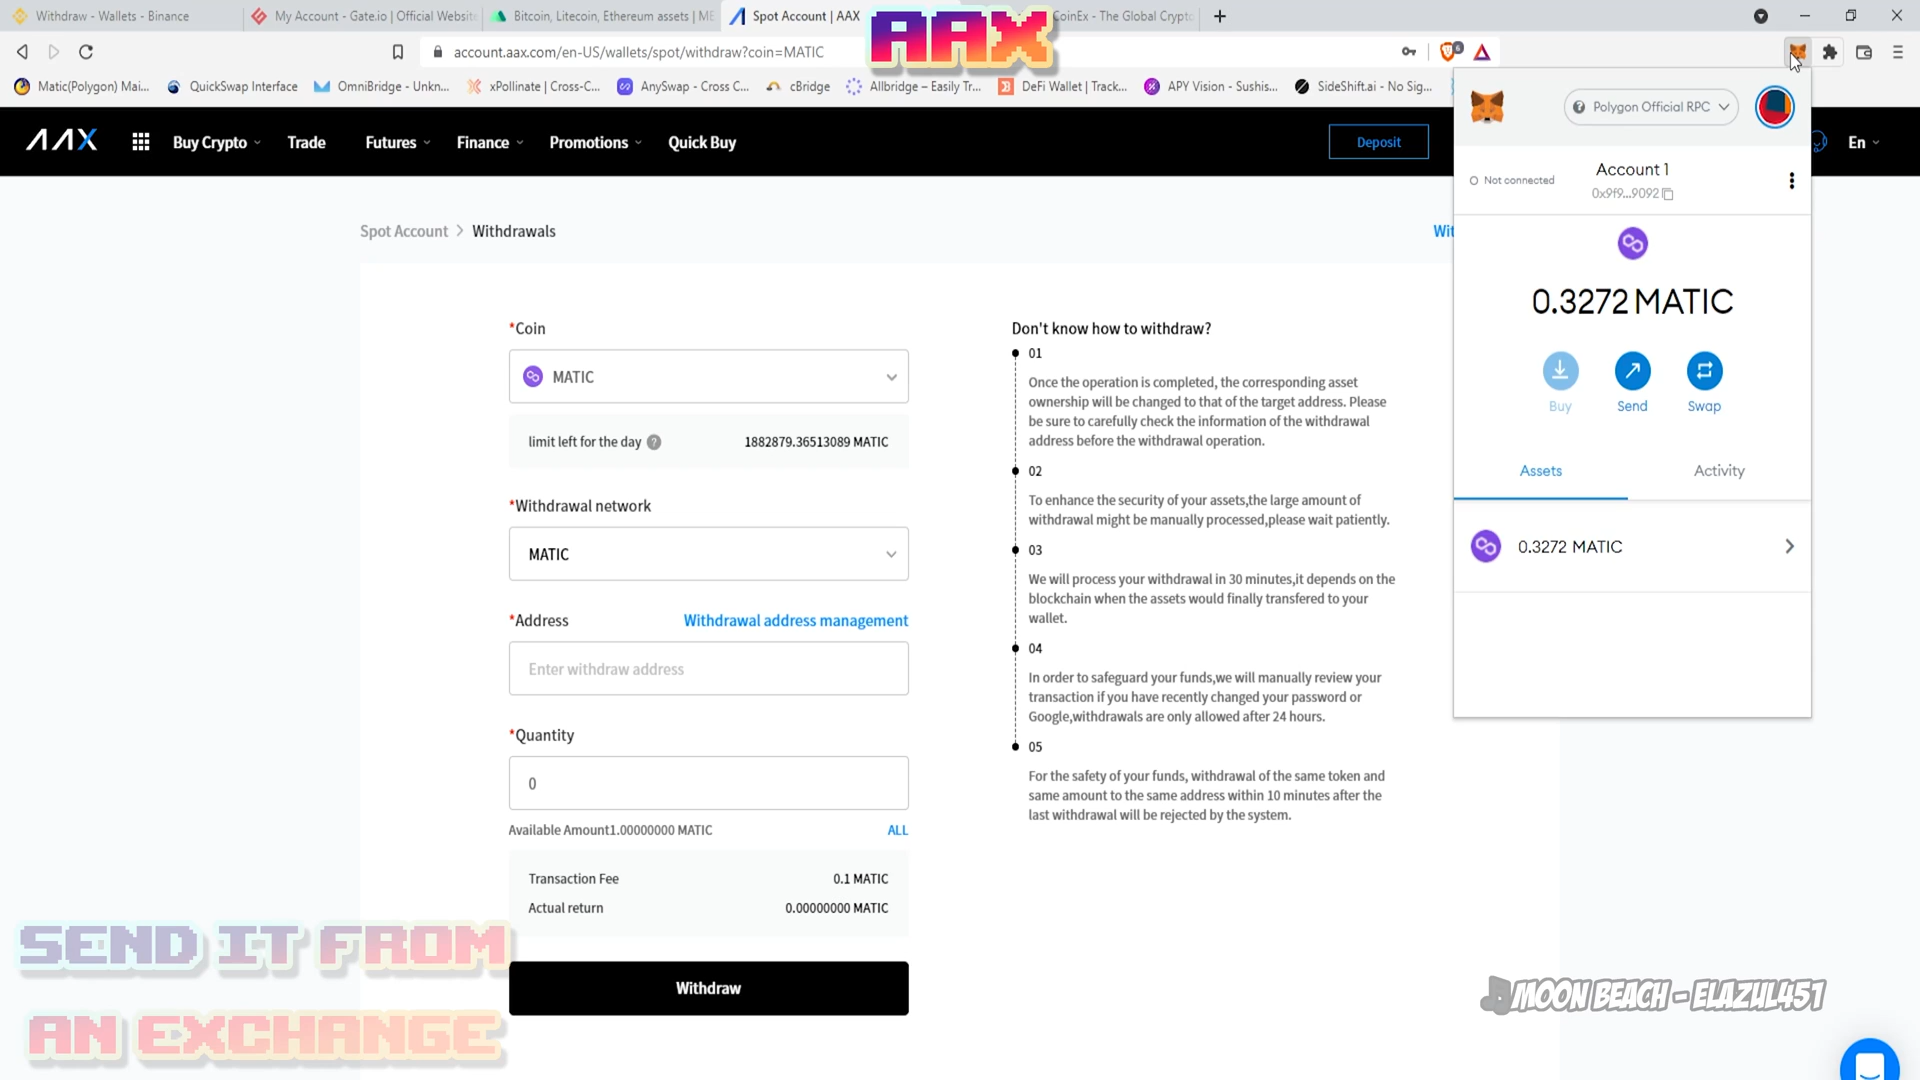 Withdraw - Wallets - Binance
My Account - Gate.io | Official Websit
Bitcoin, Litecoin, Ethereum assets | ME
Spot Account | AAX
AAX
CoinEx - The Global Crypto
account.aax.com/en-US/wallets/spot/withdraw?coin=MATIC
6
Matic(Polygon) Mai...
QuickSwap Interface
OmniBridge - Unkn...
xPollinate | Cross-C...
AnySwap - Cross C...
cBridge
Allbridge – Easily Tr...
DeFi Wallet | Track...
APY Vision - Sushis...
SideShift.ai - No Sig...
AAX
Buy Crypto
Trade
Futures
Finance
Promotions
Quick Buy
Deposit
En
Spot Account > Withdrawals
Wit
*Coin
MATIC
limit left for the day ?
1882879.36513089 MATIC
*Withdrawal network
MATIC
*Address
Withdrawal address management
Enter withdraw address
*Quantity
0
Available Amount1.00000000 MATIC
ALL
Transaction Fee
0.1 MATIC
Actual return
0.00000000 MATIC
Withdraw
Don't know how to withdraw?
01
Once the operation is completed, the corresponding asset
ownership will be changed to that of the target address. Please
be sure to carefully check the information of the withdrawal
address before the withdrawal operation.
02
To enhance the security of your assets,the large amount of
withdrawal might be manually processed,please wait patiently.
03
We will process your withdrawal in 30 minutes,it depends on the
blockchain when the assets would finally transfered to your
wallet.
04
In order to safeguard your funds,we will manually review your
transaction if you have recently changed your password or
Google,withdrawals are only allowed after 24 hours.
05
For the safety of your funds, withdrawal of the same token and
same amount to the same address within 10 minutes after the
last withdrawal will be rejected by the system.
? Polygon Official RPC
Not connected
Account 1
0x9f9...9092
0.3272 MATIC
Buy
Send
Swap
Assets
Activity
0.3272 MATIC
SEND IT FROM
AN EXCHANGE
MOON BEACH - ELAZUL451